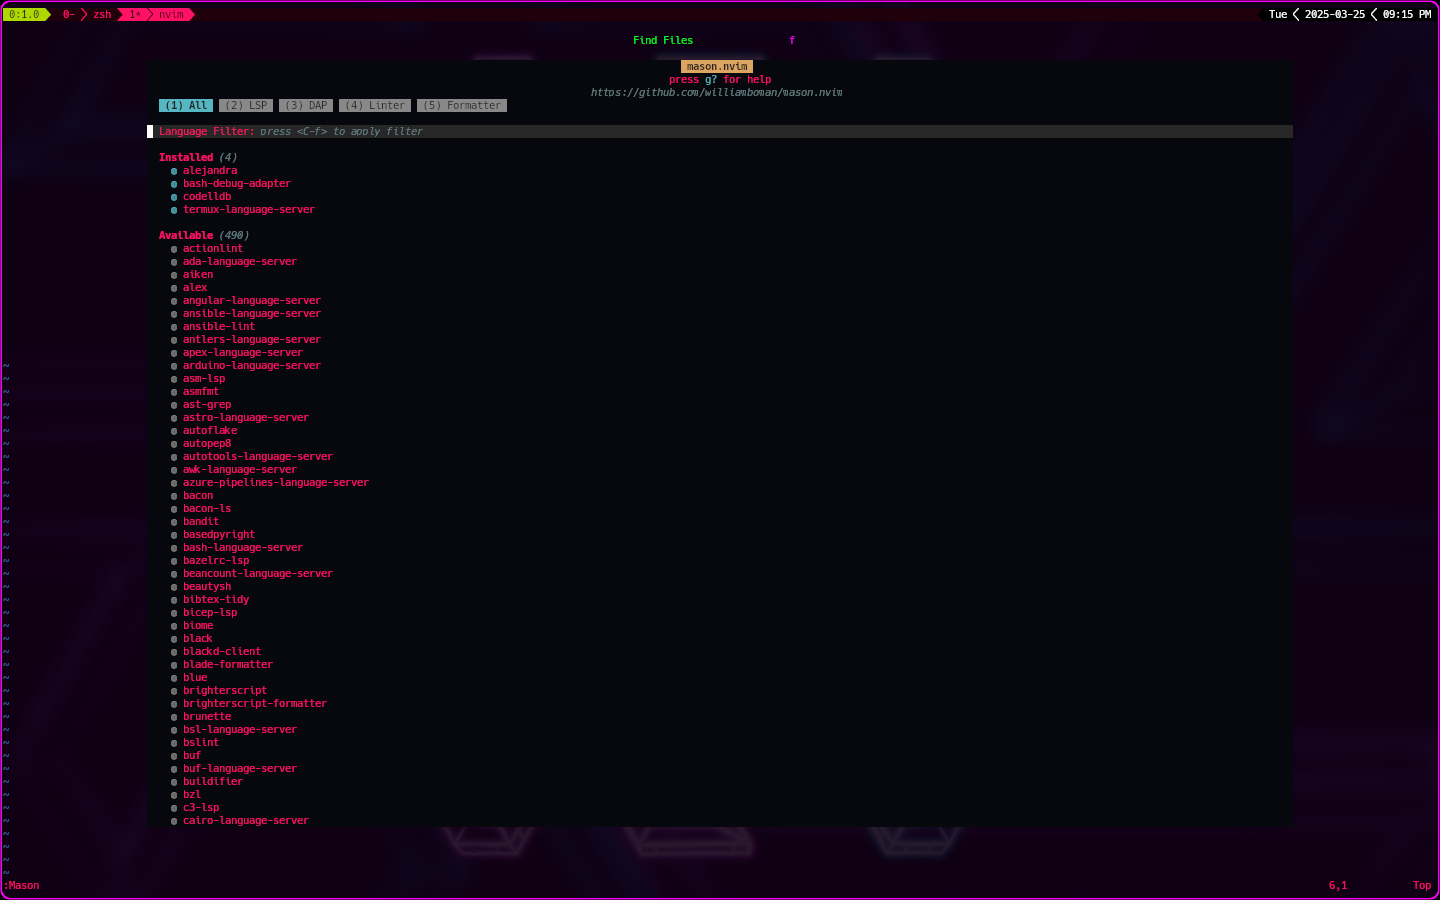 0:1.0 0- zsh 1* nvim Tue 2025-03-25 09:15 PM
Find Files f
mason.nvim
press g? for help
https://github.com/williamboman/mason.nvim
(1) All (2) LSP (3) DAP (4) Linter (5) Formatter
Language Filter: press <C-f> to apply filter
Installed (4)
alejandra
bash-debug-adapter
codelldb
termux-language-server
Available (490)
actionlint
ada-language-server
aiken
alex
angular-language-server
ansible-language-server
ansible-lint
antlers-language-server
apex-language-server
arduino-language-server
~ asm-lsp
~ asmfmt
~ ast-grep
~ astro-language-server
~ autoflake
~ autopep8
~ autotools-language-server
~ awk-language-server
~ azure-pipelines-language-server
~ bacon
~ bacon-ls
~ bandit
~ basedpyright
~ bash-language-server
~ bazelrc-lsp
~ beancount-language-server
~ beautysh
~ bibtex-tidy
~ bicep-lsp
~ biome
~ black
~ blackd-client
~ blade-formatter
~ blue
~ brighterscript
~ brighterscript-formatter
~ brunette
~ bsl-language-server
~ bslint
~ buf
~ buf-language-server
~ buildifier
~ bzl
~ c3-lsp
~ cairo-language-server
~
~
~
~
:Mason 6,1 Top